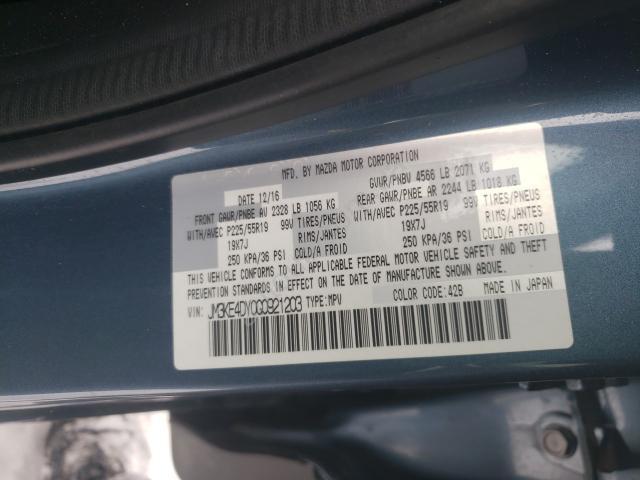 MFD. BY MAZDA MOTOR CORPORATION
DATE 12/16
GVWR/PNBV 4566 LB 2071 KG
FRONT GAWR/PNBE AV 2328 LB 1056 KG
REAR GAWR/PNBE AR 2244 LB 1018 KG
WITH/AVEC P225/55R19 99V TIRES/PNEUS
WITH/AVEC P225/55R19 99V TIRES/PNEUS
19X7J RIMS/JANTES
19X7J RIMS/JANTES
250 KPA/36 PSI COLD/A FROID
250 KPA/36 PSI COLD/A FROID
THIS VEHICLE CONFORMS TO ALL APPLICABLE FEDERAL MOTOR VEHICLE SAFETY AND THEFT
PREVENTION STANDARDS IN EFFECT ON THE DATE OF MANUFACTURE SHOWN ABOVE.
VIN: JM3KE4DY0G0921203 TYPE:MPV COLOR CODE:42B MADE IN JAPAN